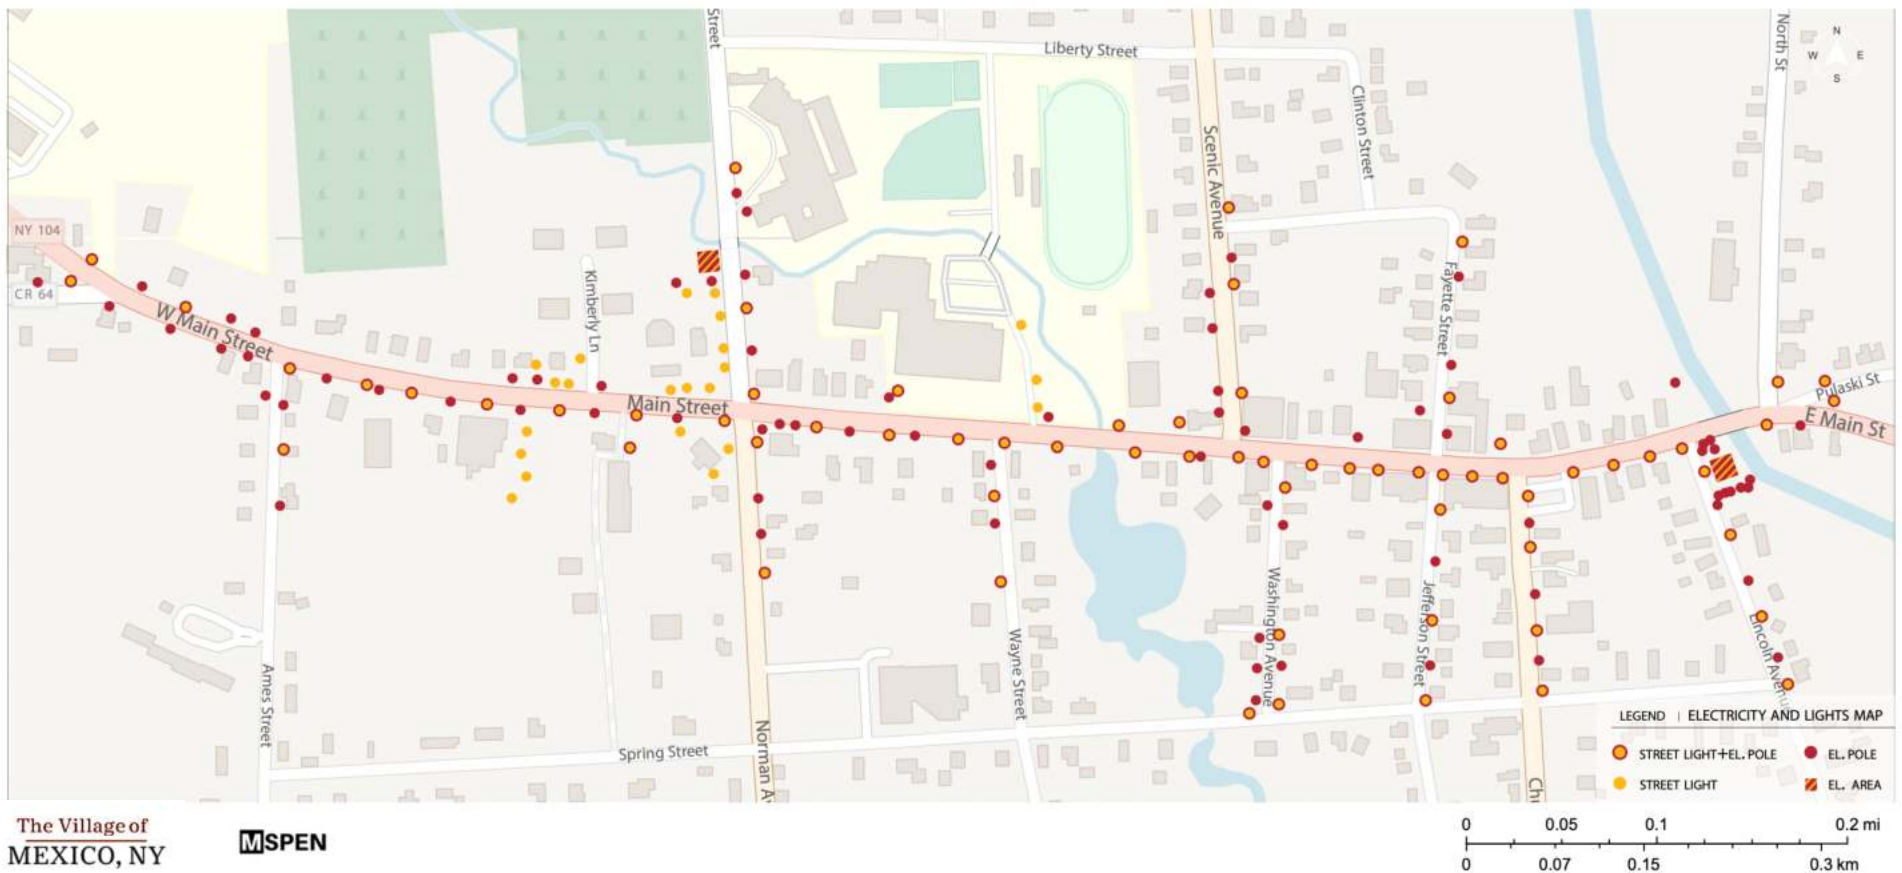 Street
North St
N
W E
S
Liberty Street
Clinton Street
Scenic Avenue
NY 104
CR 64
W Main Street
Kimberly Ln
Fayette Street
Main Street
Pulaski St
E Main St
Ames Street
Wayne Street
Washington Avenue
Jefferson Street
Lincoln Avenu
Spring Street
Norman Av
Chu
LEGEND | ELECTRICITY AND LIGHTS MAP
STREET LIGHT+EL. POLE EL. POLE
STREET LIGHT EL. AREA
The Village of
MEXICO, NY
MSPEN
0 0.05 0.1 0.2 mi
0 0.07 0.15 0.3 km